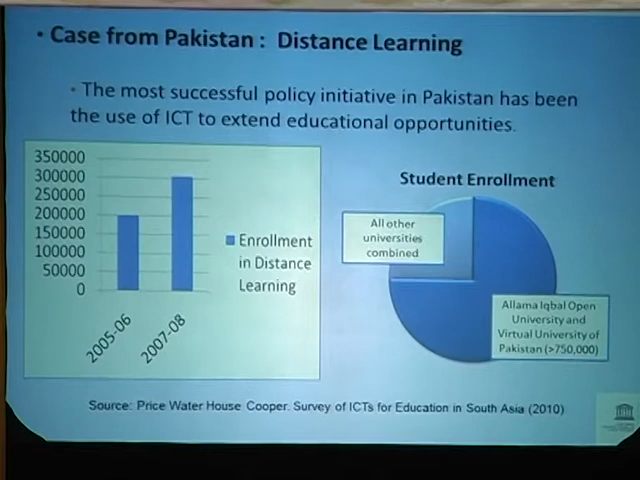 • Case from Pakistan : Distance Learning
• The most successful policy initiative in Pakistan has been
the use of ICT to extend educational opportunities.
350000
300000
250000
200000
150000
100000
50000
0
2005-06
2007-08
Enrollment
in Distance
Learning
Student Enrollment
All other
universities
combined
Allama Iqbal Open
University and
Virtual University of
Pakistan (>750,000)
Source: Price Water House Cooper. Survey of ICTs for Education in South Asia (2010)